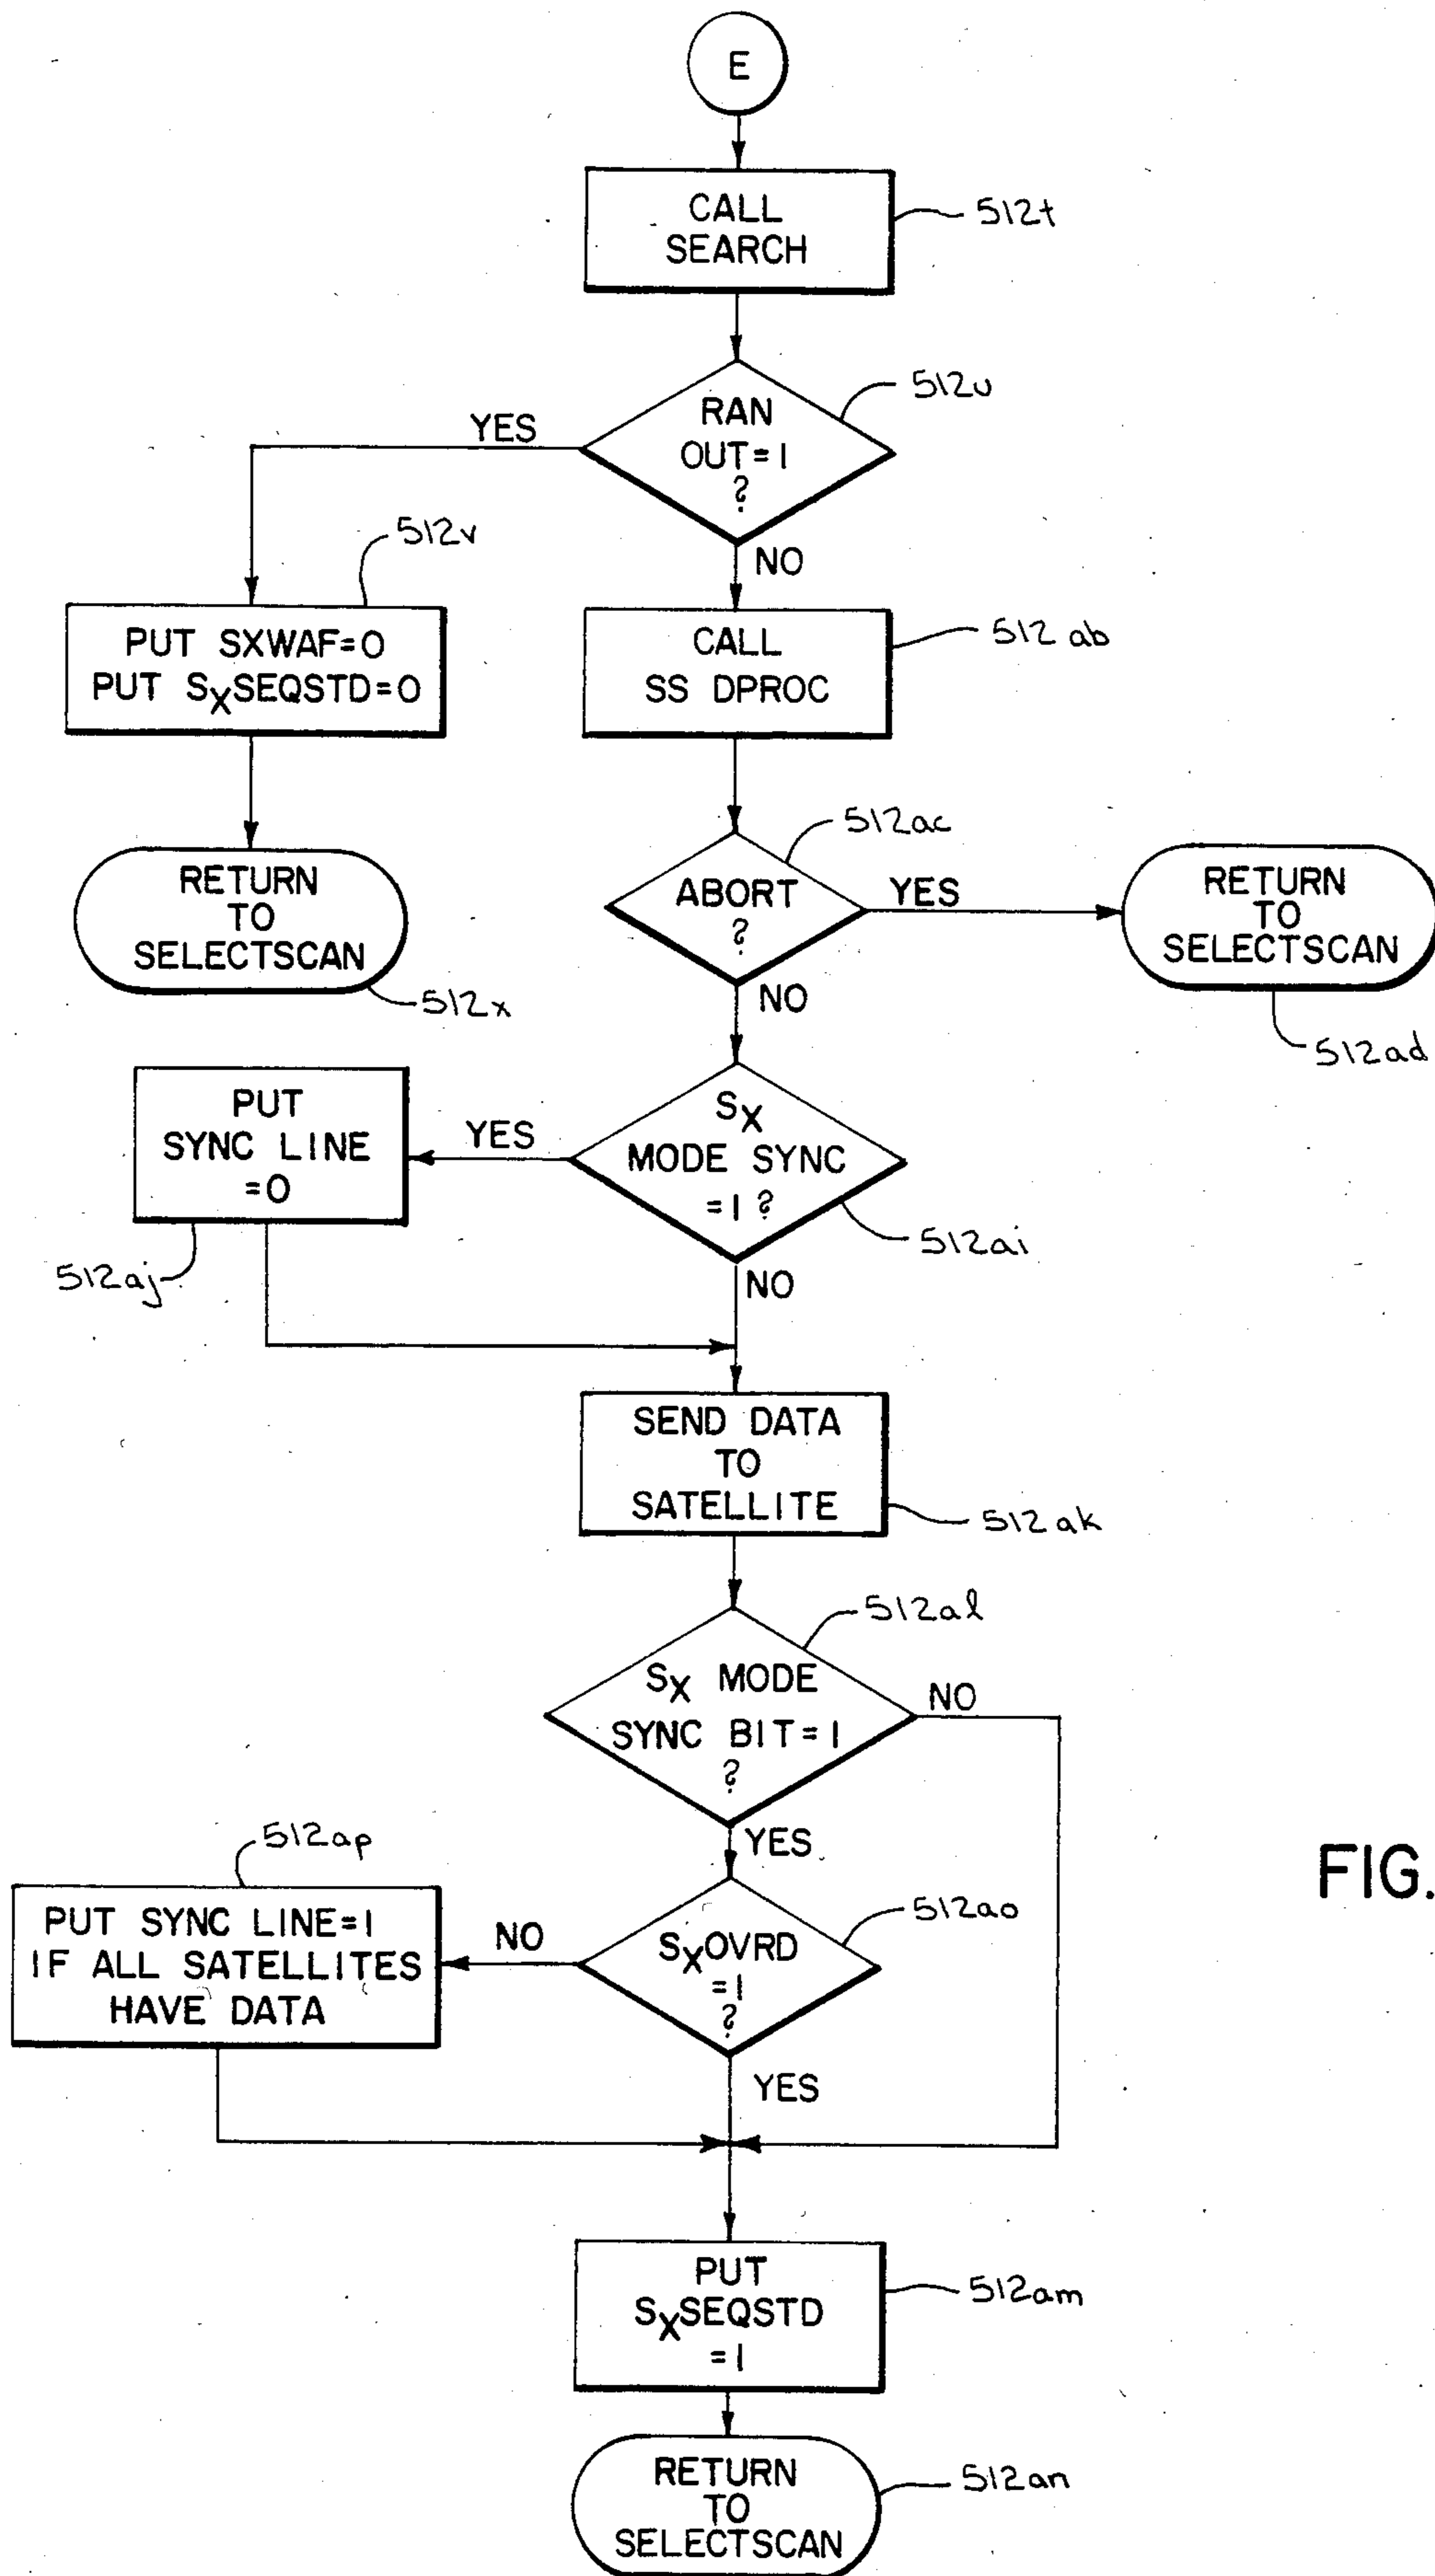 E
CALL
SEARCH
512t
RAN
OUT=1
?
512u
YES
NO
512v
PUT SXWAF=0
PUT SXSEQSTD=0
CALL
SS DPROC
512ab
RETURN
TO
SELECTSCAN
512x
ABORT
?
512ac
YES
NO
RETURN
TO
SELECTSCAN
512ad
SX
MODE SYNC
=1 ?
512ai
YES
NO
PUT
SYNC LINE
=0
512aj
SEND DATA
TO
SATELLITE
512ak
SX MODE
SYNC BIT=1
?
512al
NO
YES
SXOVRD
=1
?
512ao
NO
YES
512ap
PUT SYNC LINE=1
IF ALL SATELLITES
HAVE DATA
FIG.
PUT
SXSEQSTD
=1
512am
RETURN
TO
SELECTSCAN
512an